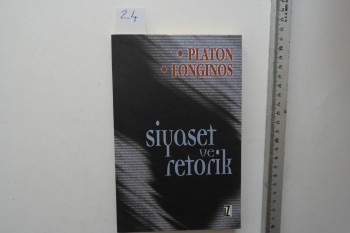 24
• PLATON
• LONGINOS
siyaset
ve
retorik